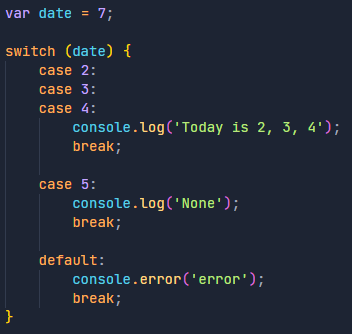 var date = 7;
switch (date) {
case 2:
case 3:
case 4:
console.log('Today is 2, 3, 4');
break;
case 5:
console.log('None');
break;
default:
console.error('error');
break;
}